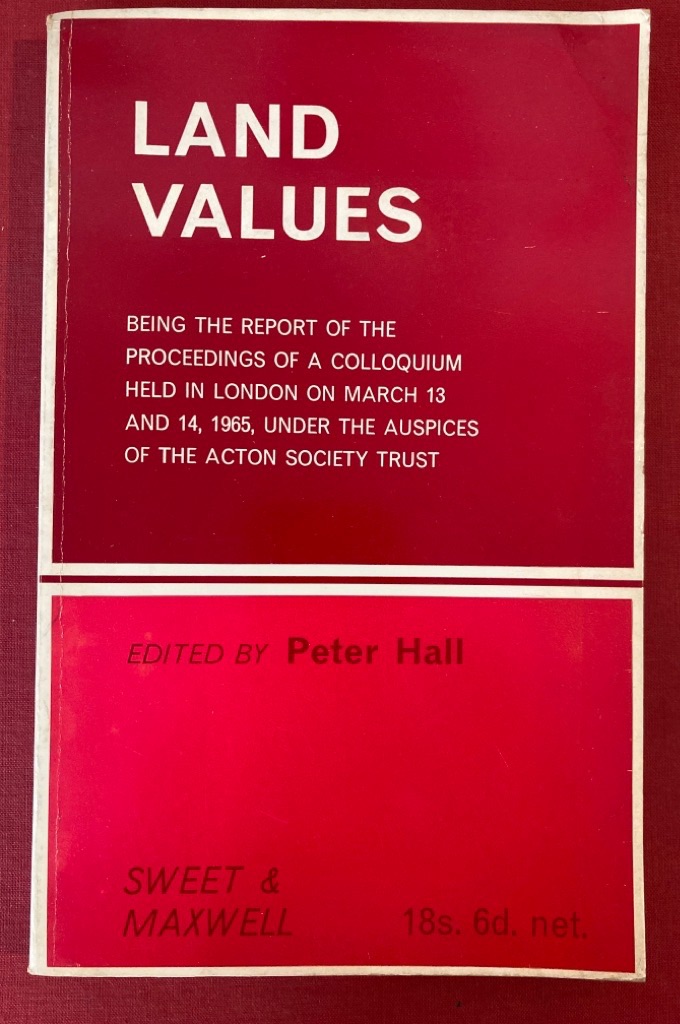 LAND
VALUES
BEING THE REPORT OF THE
PROCEEDINGS OF A COLLOQUIUM
HELD IN LONDON ON MARCH 13
AND 14, 1965, UNDER THE AUSPICES
OF THE ACTON SOCIETY TRUST
EDITED BY Peter Hall
SWEET &
MAXWELL 18s. 6d. net.